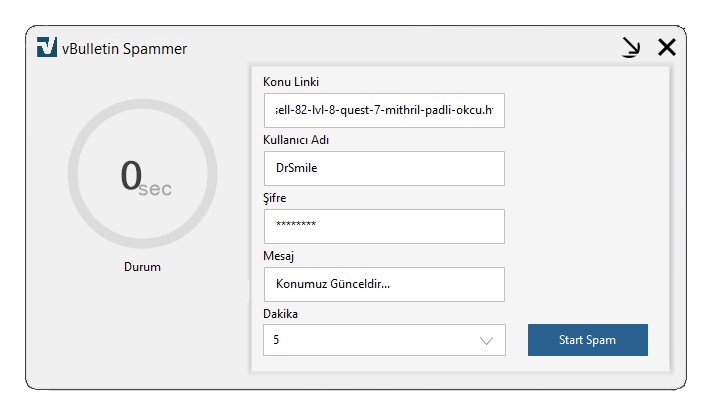 vBulletin Spammer
0sec
Durum
Konu Linki
sell-82-lvl-8-quest-7-mithril-padli-okcu.h
Kullanıcı Adı
DrSmile
Şifre
********
Mesaj
Konumuz Günceldir...
Dakika
5
Start Spam